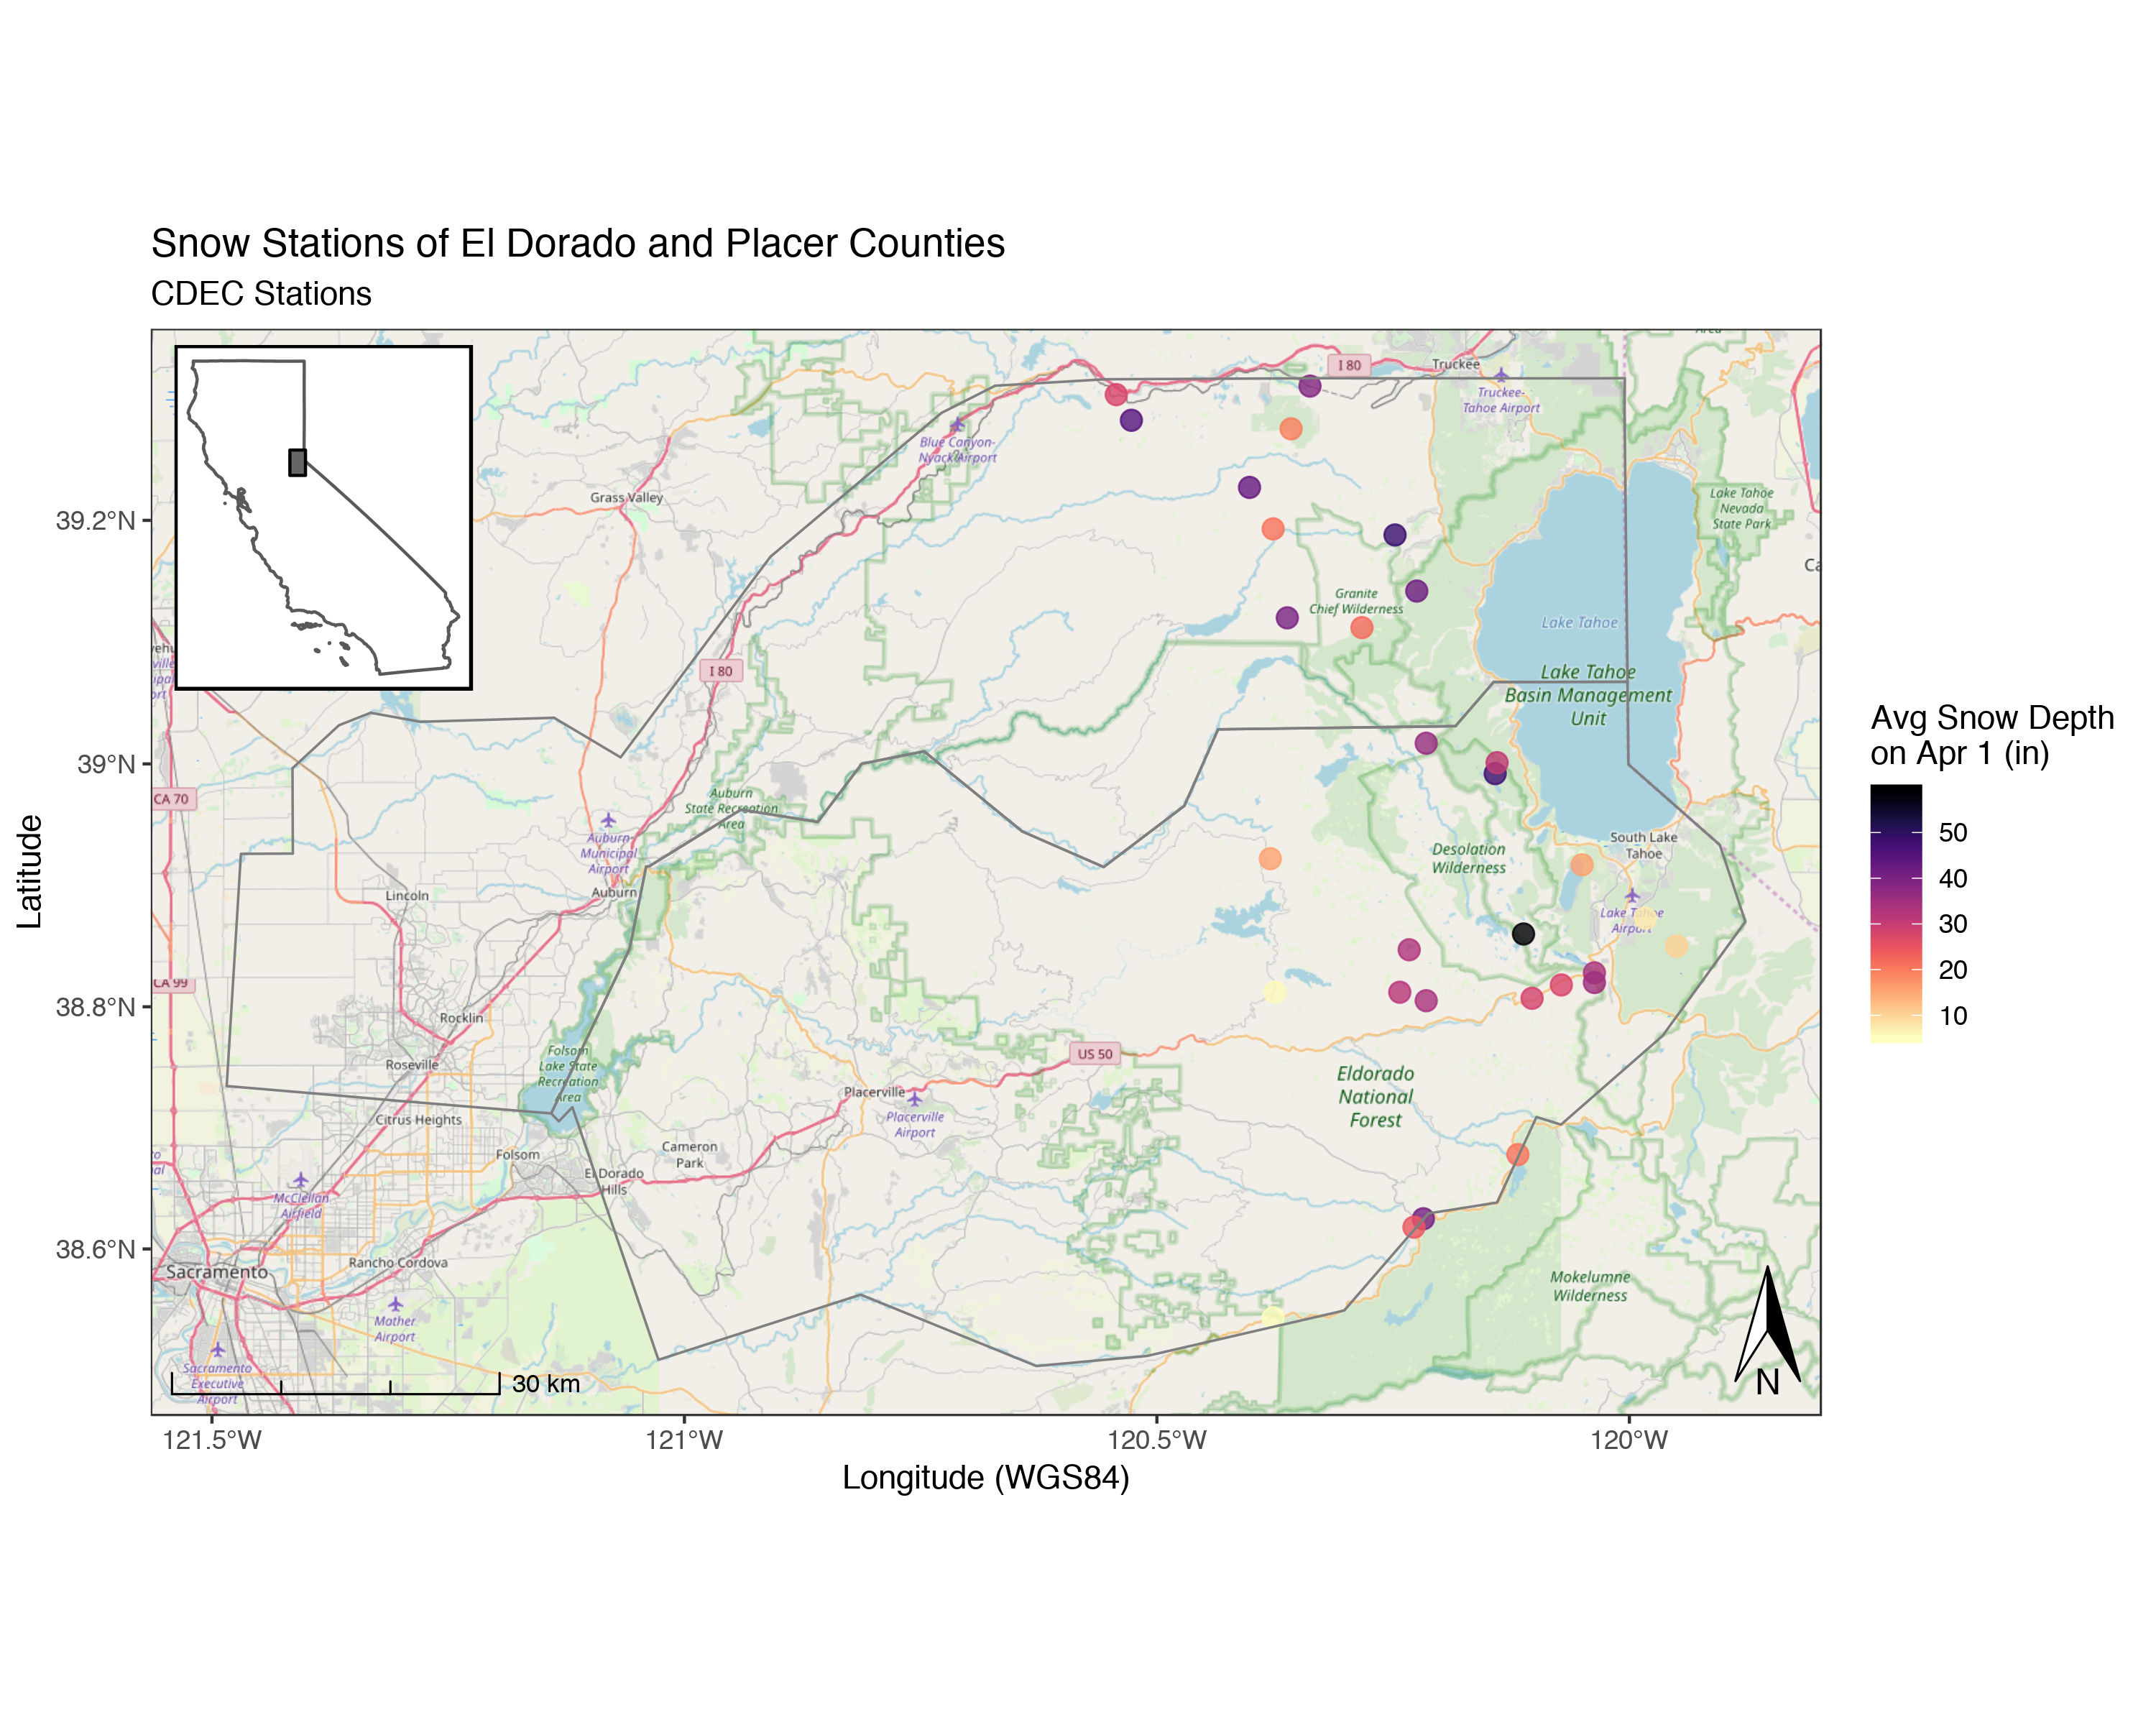 Snow Stations of El Dorado and Placer Counties
CDEC Stations
Latitude
39.2°N
39°N
38.8°N
38.6°N
121.5°W
121°W
120.5°W
120°W
Longitude (WGS84)
Avg Snow Depth
on Apr 1 (in)
50
40
30
20
10
Area
I 80
Truckee
Truckee-
Tahoe Airport
Blue Canyon-
Nyack Airport
Grass Valley
Lake Tahoe
Nevada
State Park
Ca
Granite
Chief Wilderness
Lake Tahoe
Lake Tahoe
Basin Management
Unit
I 80
CA 70
Auburn
State Recreation
Area
Auburn-
Municipal
Airport
Auburn
Lincoln
South Lake
Tahoe
Desolation
Wilderness
Lake Tahoe
Airport
CA 99
Rocklin
Roseville
Folsom
Lake State
Recreation
Area
Citrus Heights
Folsom
US 50
Placerville
Placerville
Airport
Cameron
Park
El Dorado
Hills
Eldorado
National
Forest
McClellan
Airfield
Rancho Cordova
Sacramento
Mather
Airport
Sacramento
Executive
Airport
Mokelumne
Wilderness
30 km
N